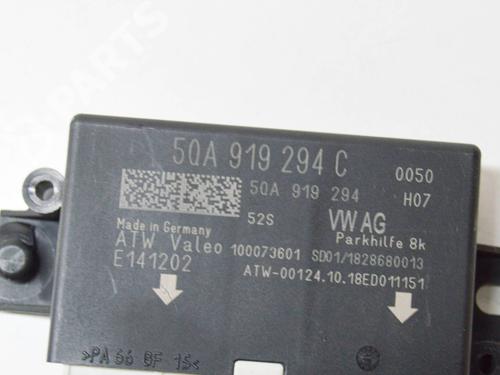 5QA 919 294 C
0050
5QA 919 294
H07
52S
VW AG
Made in Germany
Parkhilfe 8k
ATW Valeo 100073601 SD01/1828680013
E141202
ATW-00124.10.18ED011151
>PA 66 GF 15<
PARTS